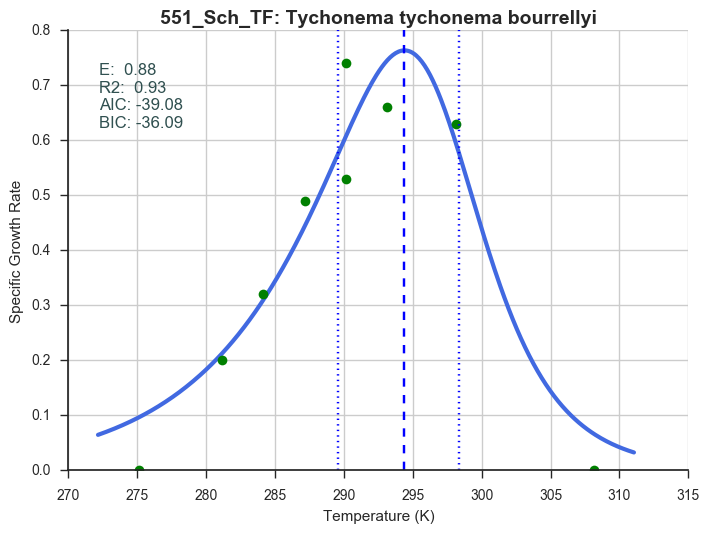 551_Sch_TF: Tychonema tychonema bourrellyi
E:  0.88
R2:  0.93
AIC: -39.08
BIC: -36.09
Specific Growth Rate
0.8
0.7
0.6
0.5
0.4
0.3
0.2
0.1
0.0
270 275 280 285 290 295 300 305 310 315
Temperature (K)